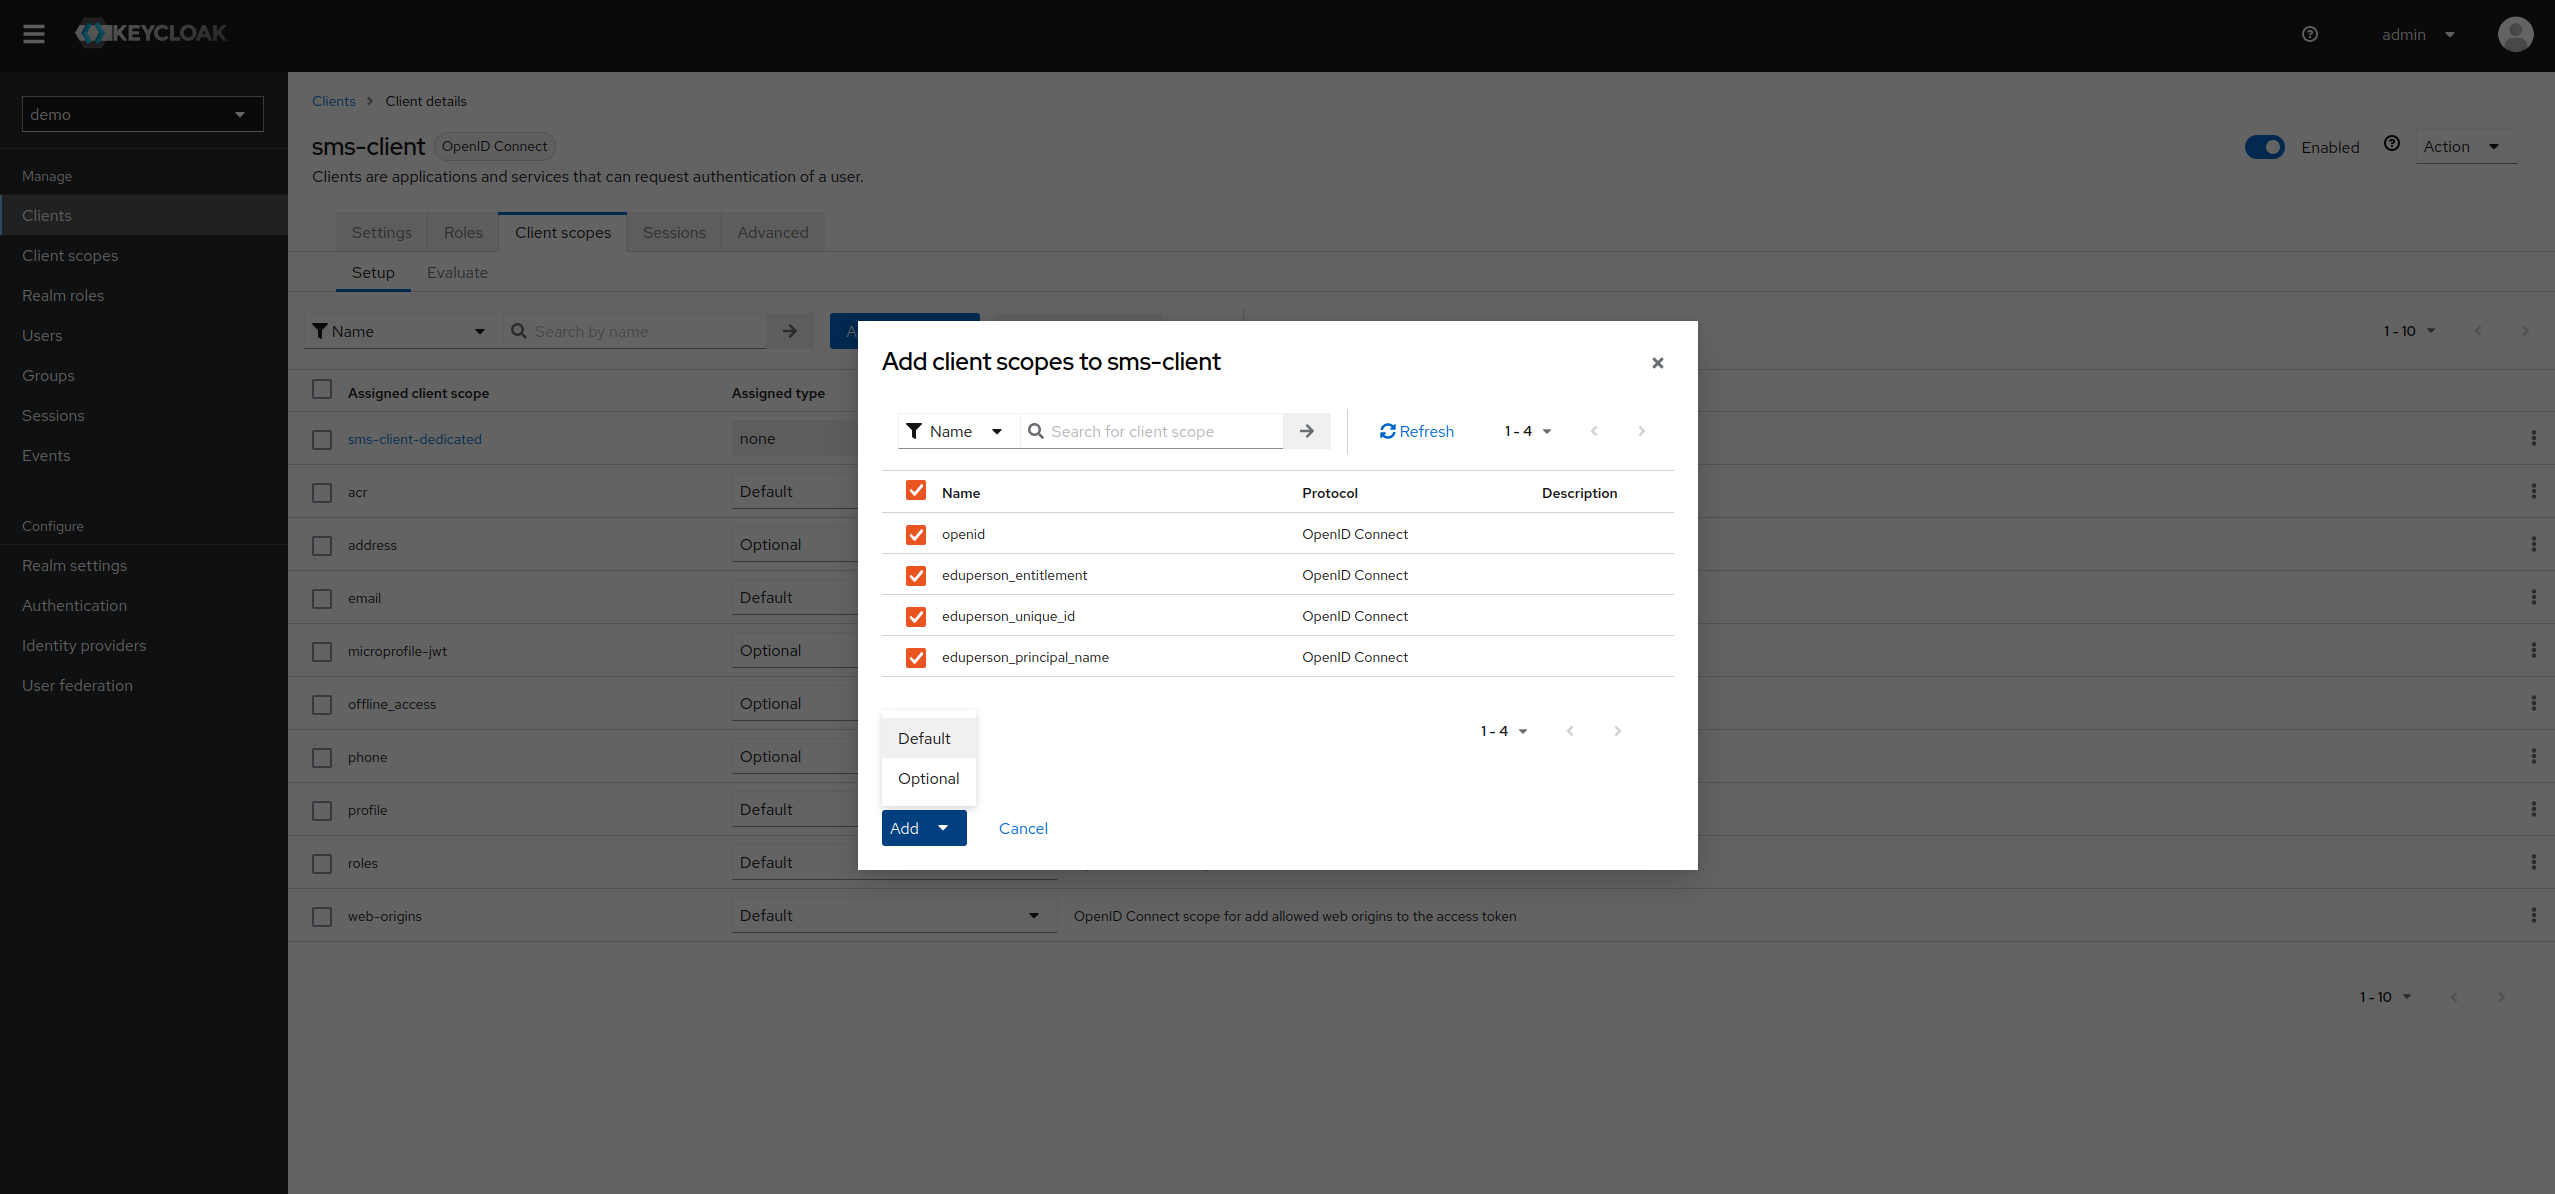 KEYCLOAK
admin
demo
Manage
Clients
Client scopes
Realm roles
Users
Groups
Sessions
Events
Configure
Realm settings
Authentication
Identity providers
User federation
Clients > Client details
sms-client OpenID Connect
Enabled Action
Clients are applications and services that can request authentication of a user.
Settings Roles Client scopes Sessions Advanced
Setup Evaluate
Name Search by name 1 - 10
Assigned client scope Assigned type
sms-client-dedicated none
acr Default
address Optional
email Default
microprofile-jwt Optional
offline_access Optional
phone Optional
profile Default
roles Default
web-origins Default OpenID Connect scope for add allowed web origins to the access token
1 - 10
Add client scopes to sms-client
Name Search for client scope Refresh 1 - 4
Name Protocol Description
openid OpenID Connect
eduperson_entitlement OpenID Connect
eduperson_unique_id OpenID Connect
eduperson_principal_name OpenID Connect
1 - 4
Default
Optional
Add Cancel